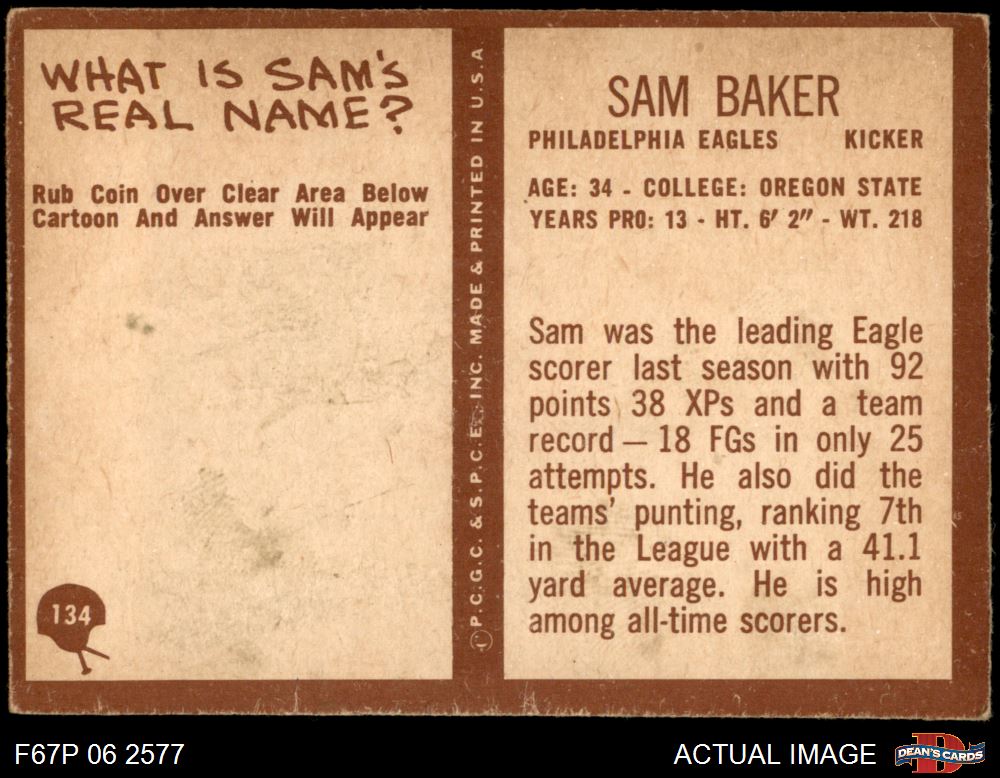 WHAT IS SAM'S
REAL NAME?
Rub Coin Over Clear Area Below
Cartoon And Answer Will Appear
134
P.C.G.C. & S.P.C.E. INC. MADE & PRINTED IN U.S.A
SAM BAKER
PHILADELPHIA EAGLES KICKER
AGE: 34 - COLLEGE: OREGON STATE
YEARS PRO: 13 - HT. 6' 2" - WT. 218
Sam was the leading Eagle
scorer last season with 92
points 38 XPs and a team
record — 18 FGs in only 25
attempts. He also did the
teams' punting, ranking 7th
in the League with a 41.1
yard average. He is high
among all-time scorers.
F67P 06 2577
ACTUAL IMAGE
DEAN'S CARDS